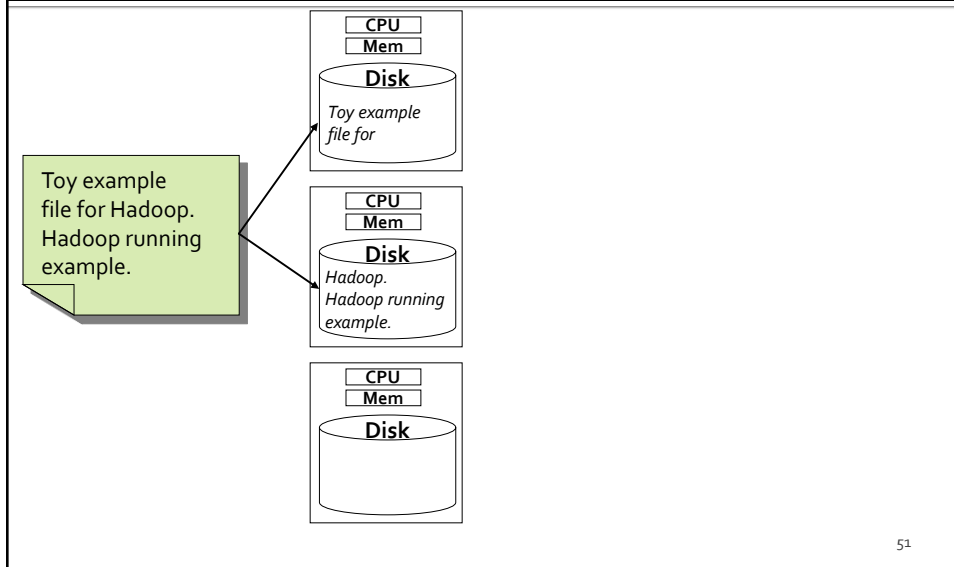 CPU
Mem
Disk
Toy example
file for
Toy example
file for Hadoop.
Hadoop running
example.
CPU
Mem
Disk
Hadoop.
Hadoop running
example.
CPU
Mem
Disk
51